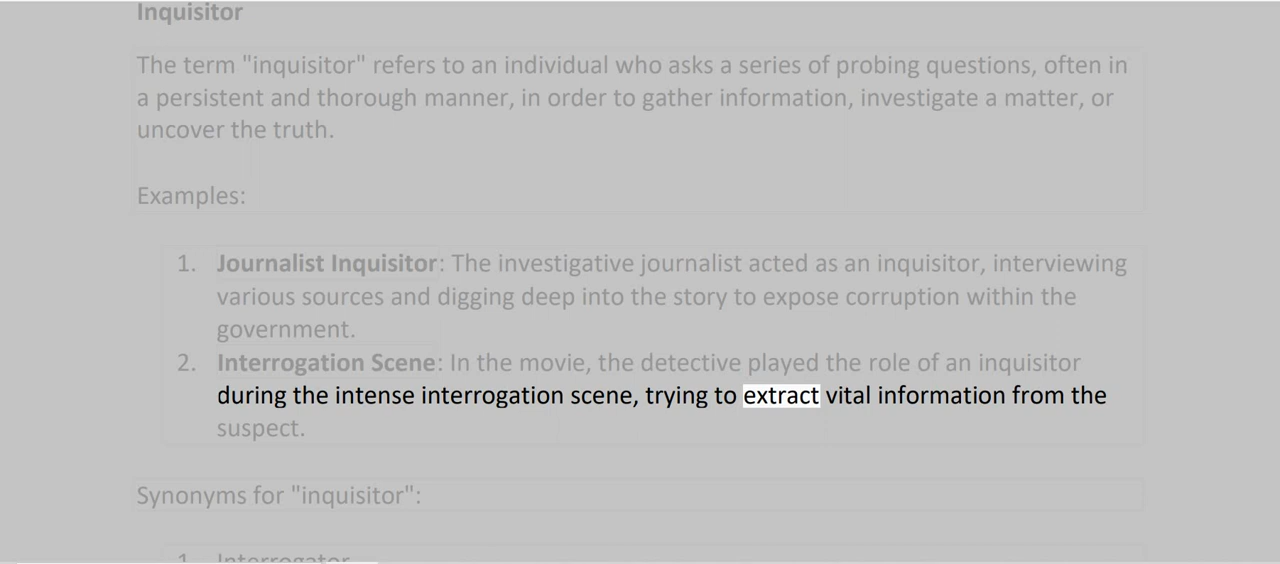 Inquisitor
The term "inquisitor" refers to an individual who asks a series of probing questions, often in
a persistent and thorough manner, in order to gather information, investigate a matter, or
uncover the truth.
Examples:
1. Journalist Inquisitor: The investigative journalist acted as an inquisitor, interviewing
various sources and digging deep into the story to expose corruption within the
government.
2. Interrogation Scene: In the movie, the detective played the role of an inquisitor
during the intense interrogation scene, trying to extract vital information from the
suspect.
Synonyms for "inquisitor":
1. Interrogator